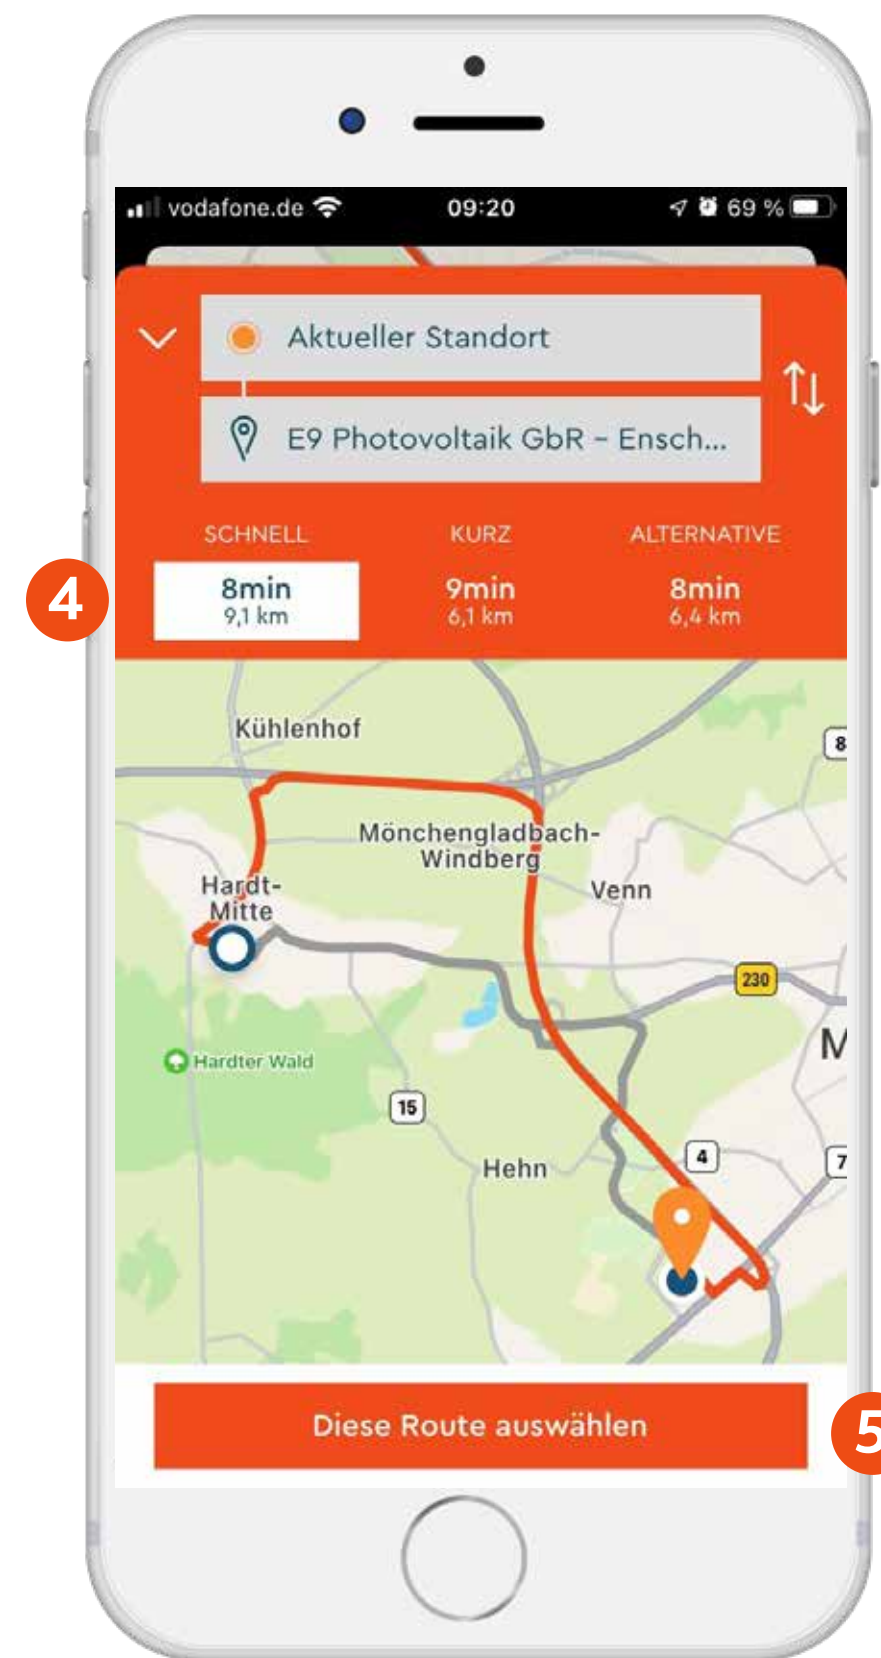 vodafone.de 09:20 69 %
Aktueller Standort
E9 Photovoltaik GbR – Ensch...
SCHNELL KURZ ALTERNATIVE
8min 9min 8min
9,1 km 6,1 km 6,4 km
4
Kühlenhof
8
Mönchengladbach-
Windberg
Hardt-
Mitte
Venn
230
M
Hardter Wald
15
4
7
Hehn
Diese Route auswählen
5